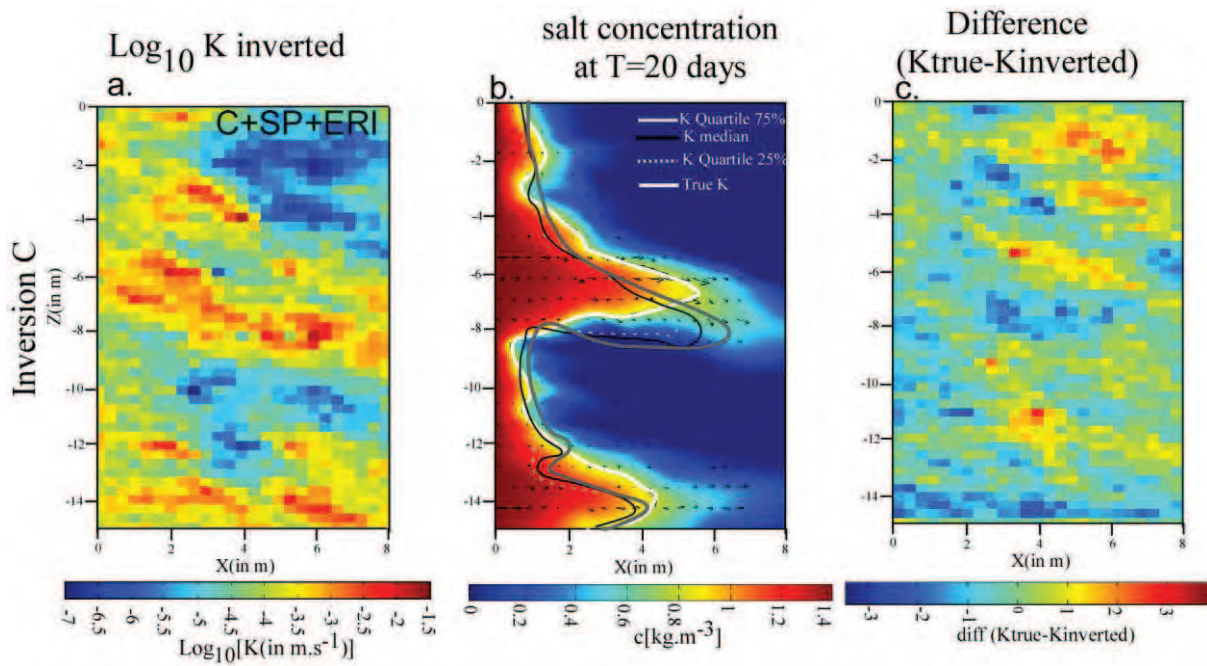 Log10 K inverted
salt concentration
at T=20 days
Difference
(Ktrue-Kinverted)
a.
b.
c.
C+SP+ERI
K Quartile 75%
K median
K Quartile 25%
True K
Inversion C
Z(in m)
0
-2
-4
-6
-8
-10
-12
-14
0
-2
-4
-6
-8
-10
-12
-14
0
-2
-4
-6
-8
-10
-12
-14
0 2 4 6 8
0 2 4 6 8
0 2 4 6 8
X(in m)
X(in m)
X(in m)
-7 -6.5 -6 -5.5 -5 -4.5 -4 -3.5 -3 -2.5 -2 -1.5
Log10[K(in m.s-1)]
0 0.2 0.4 0.6 0.8 1 1.2 1.4
c[kg.m-3]
-3 -2 -1 0 1 2 3
diff (Ktrue-Kinverted)